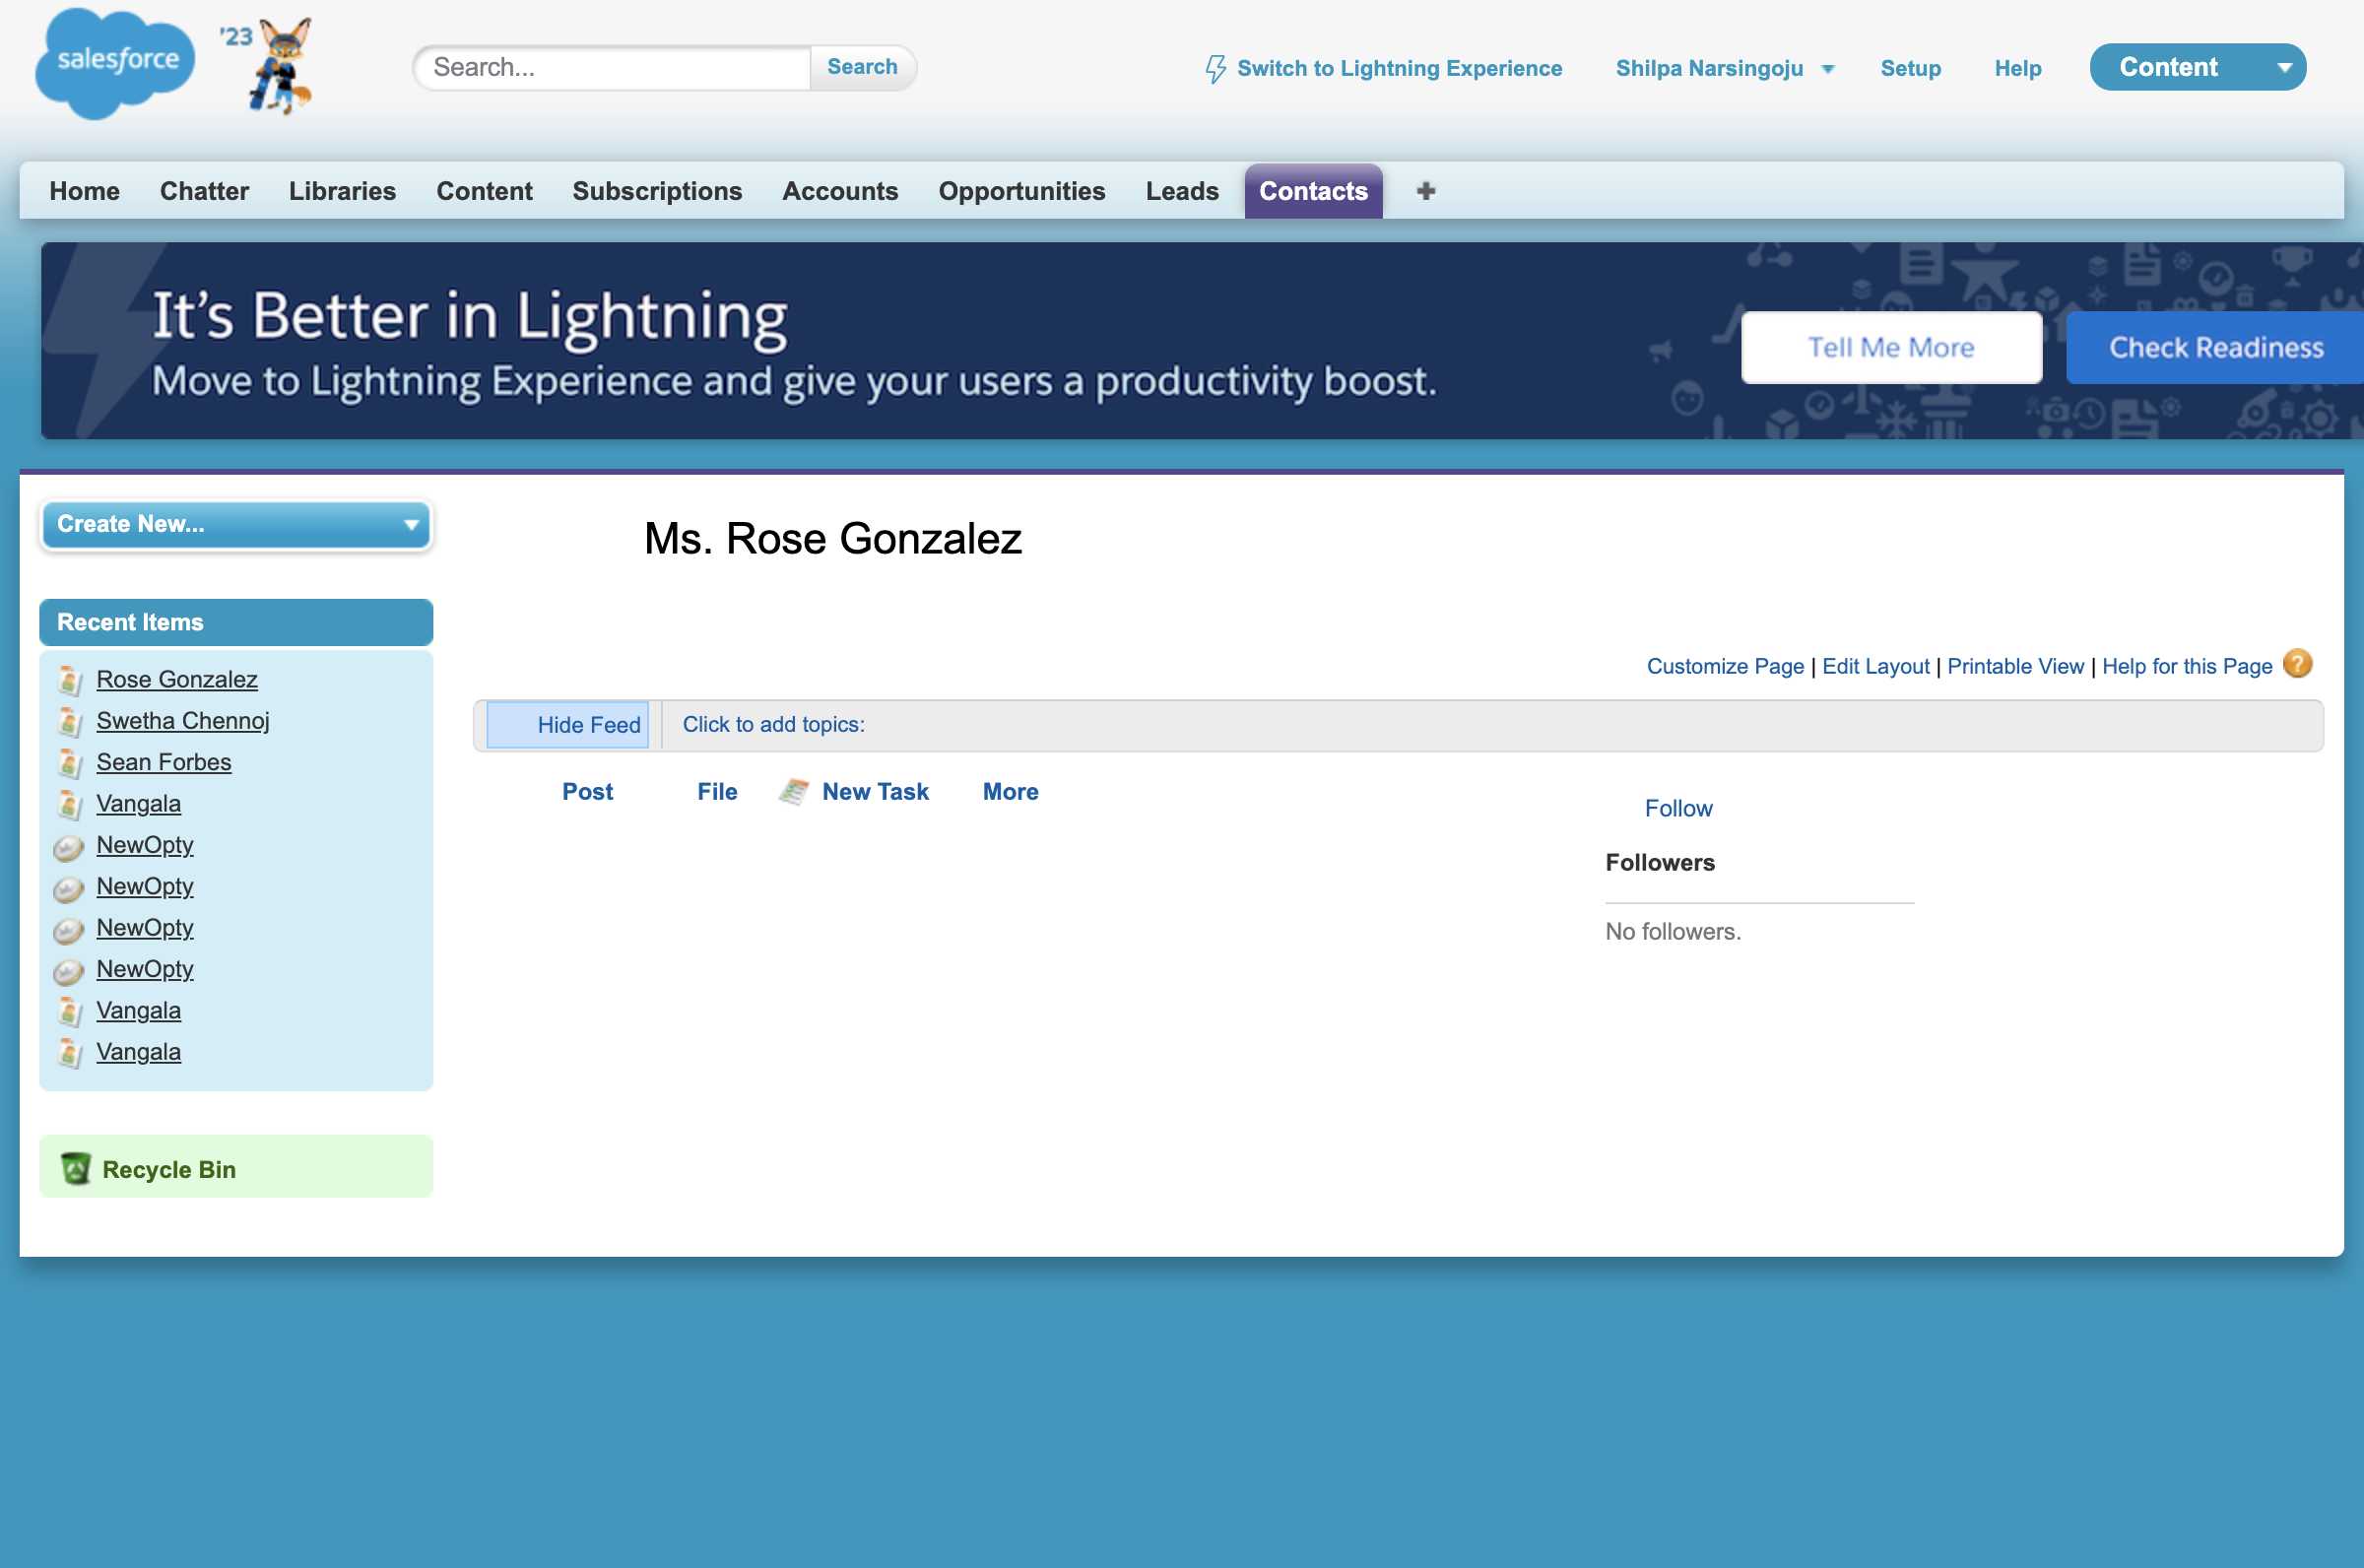 salesforce
'23
Search...
Search
Switch to Lightning Experience
Shilpa Narsingoju
Setup
Help
Content
Home
Chatter
Libraries
Content
Subscriptions
Accounts
Opportunities
Leads
Contacts
+
It's Better in Lightning
Move to Lightning Experience and give your users a productivity boost.
Tell Me More
Check Readiness
Create New...
Ms. Rose Gonzalez
Recent Items
Rose Gonzalez
Swetha Chennoj
Sean Forbes
Vangala
NewOpty
NewOpty
NewOpty
NewOpty
Vangala
Vangala
Recycle Bin
Customize Page | Edit Layout | Printable View | Help for this Page ?
Hide Feed
Click to add topics:
Post
File
New Task
More
Follow
Followers
No followers.